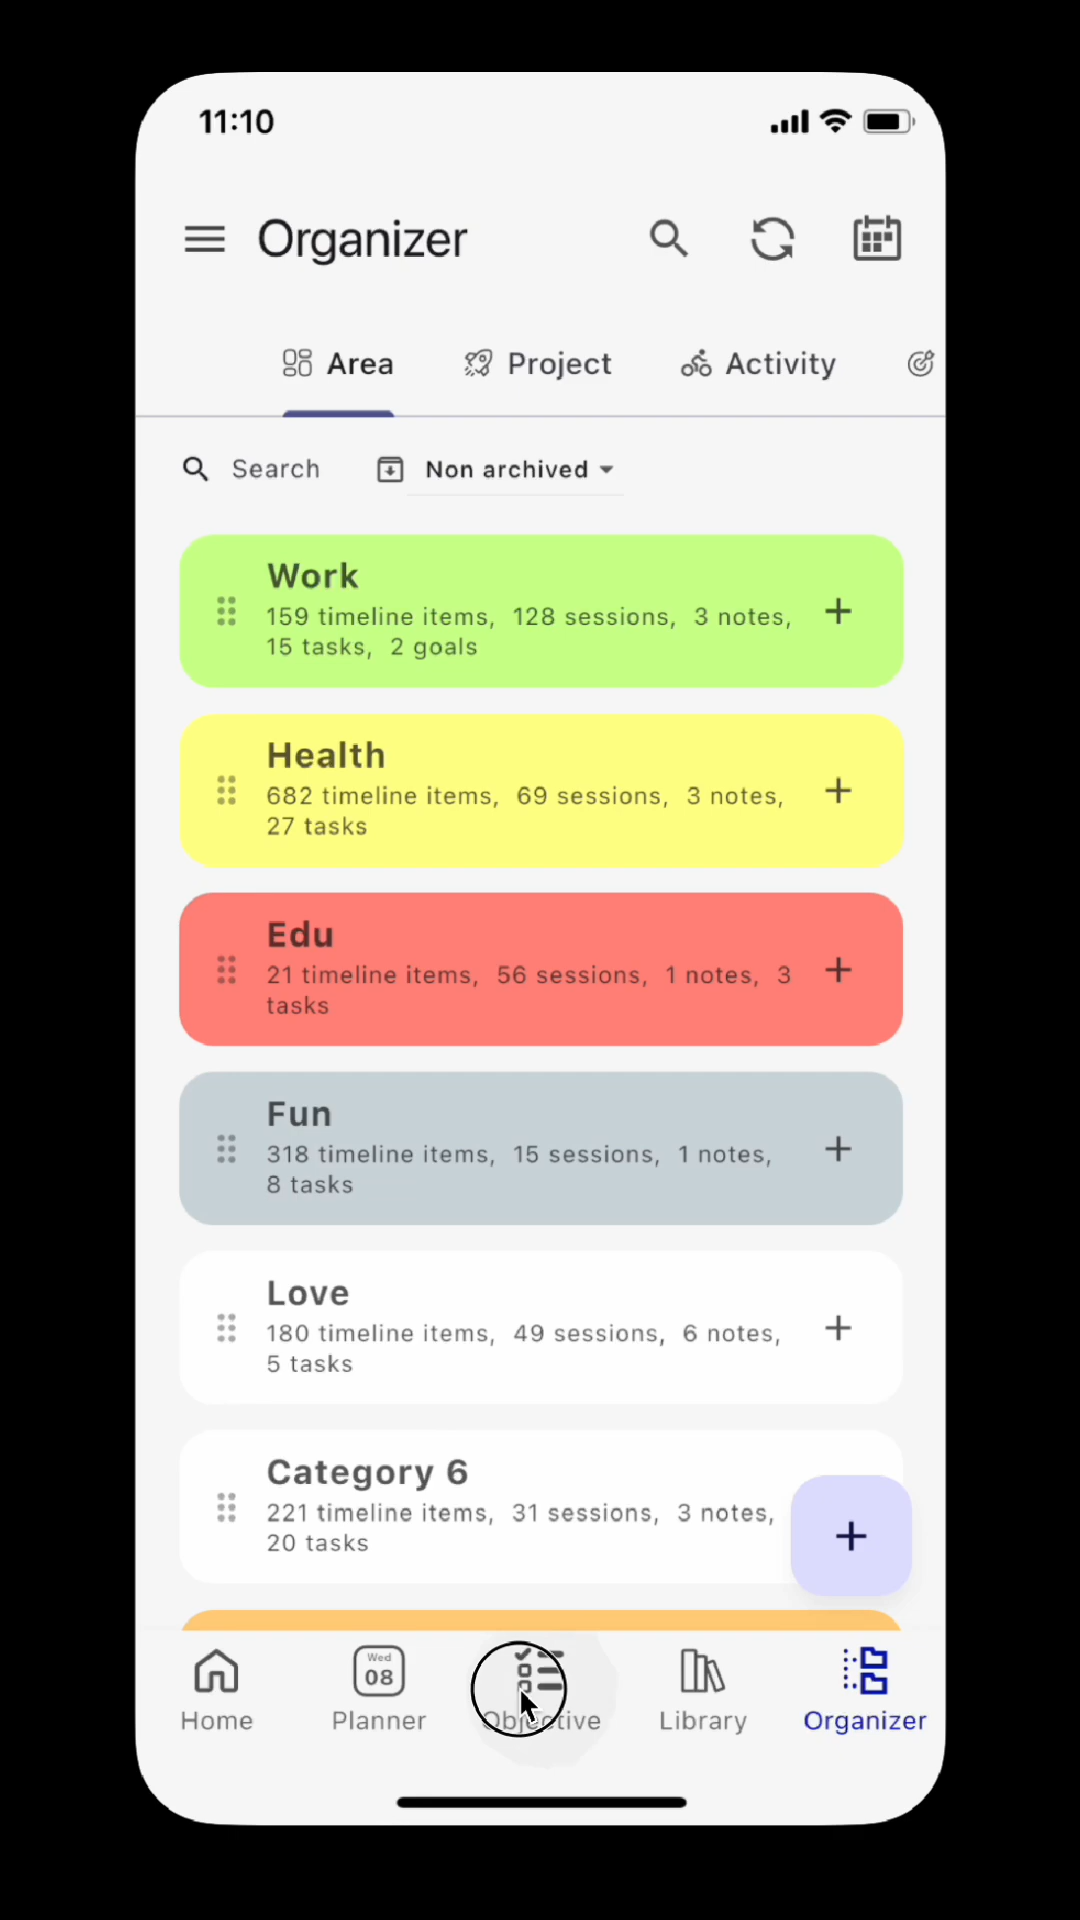 11:10
Organizer
Area Project Activity
Search Non archived
Work
159 timeline items, 128 sessions, 3 notes,
15 tasks, 2 goals
Health
682 timeline items, 69 sessions, 3 notes,
27 tasks
Edu
21 timeline items, 56 sessions, 1 notes, 3
tasks
Fun
318 timeline items, 15 sessions, 1 notes,
8 tasks
Love
180 timeline items, 49 sessions, 6 notes,
5 tasks
Category 6
221 timeline items, 31 sessions, 3 notes,
20 tasks
Wed
08
Home Planner Objective Library Organizer